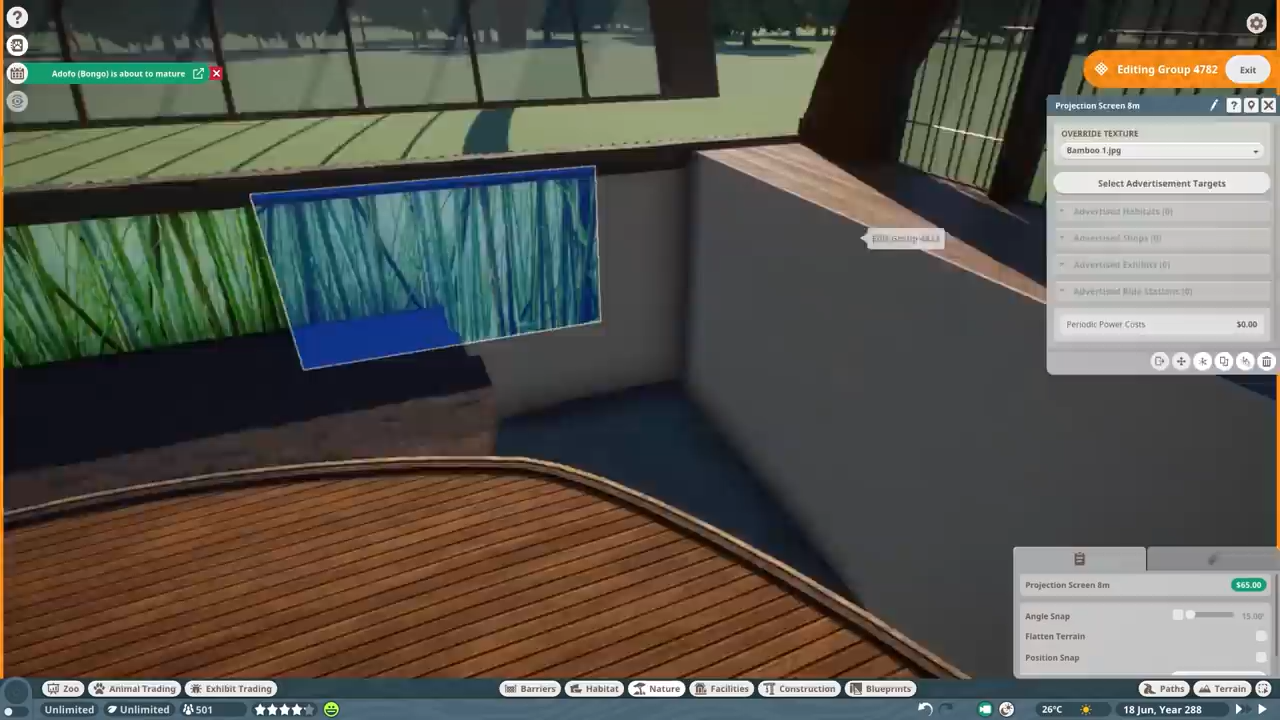 ?
Adofo (Bongo) is about to mature
Editing Group 4782
Exit
Projection Screen 8m
?
OVERRIDE TEXTURE
Bamboo 1.jpg
Select Advertisement Targets
Advertised Habitats (0)
Advertised Shops (0)
Advertised Exhibits (0)
Advertised Ride Stations (0)
Periodic Power Costs $0.00
Edit Group
Projection Screen 8m $65.00
Angle Snap 15.00°
Flatten Terrain
Position Snap
Zoo Animal Trading Exhibit Trading Barriers Habitat Nature Facilities Construction Blueprints Paths Terrain
Unlimited Unlimited 501 26°C 18 Jun, Year 288